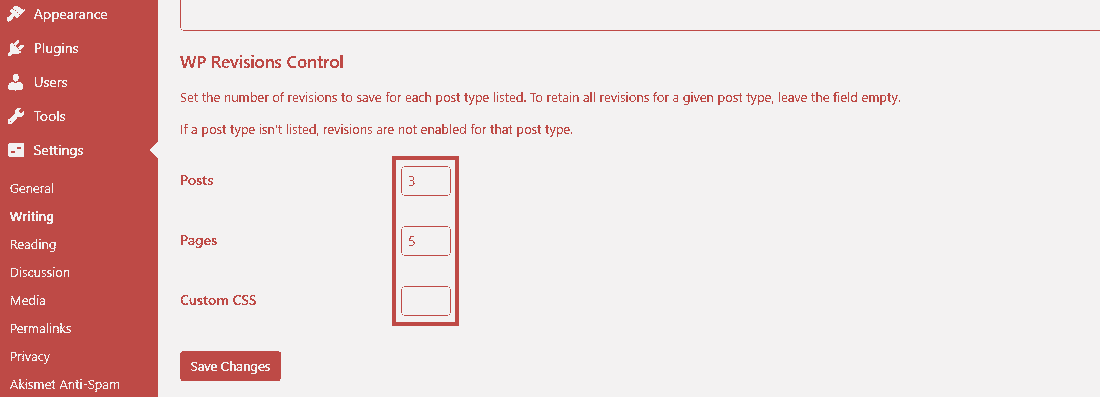 Appearance
Plugins
Users
Tools
Settings
General
Writing
Reading
Discussion
Media
Permalinks
Privacy
Akismet Anti-Spam
WP Revisions Control
Set the number of revisions to save for each post type listed. To retain all revisions for a given post type, leave the field empty.
If a post type isn't listed, revisions are not enabled for that post type.
Posts 3
Pages 5
Custom CSS
Save Changes